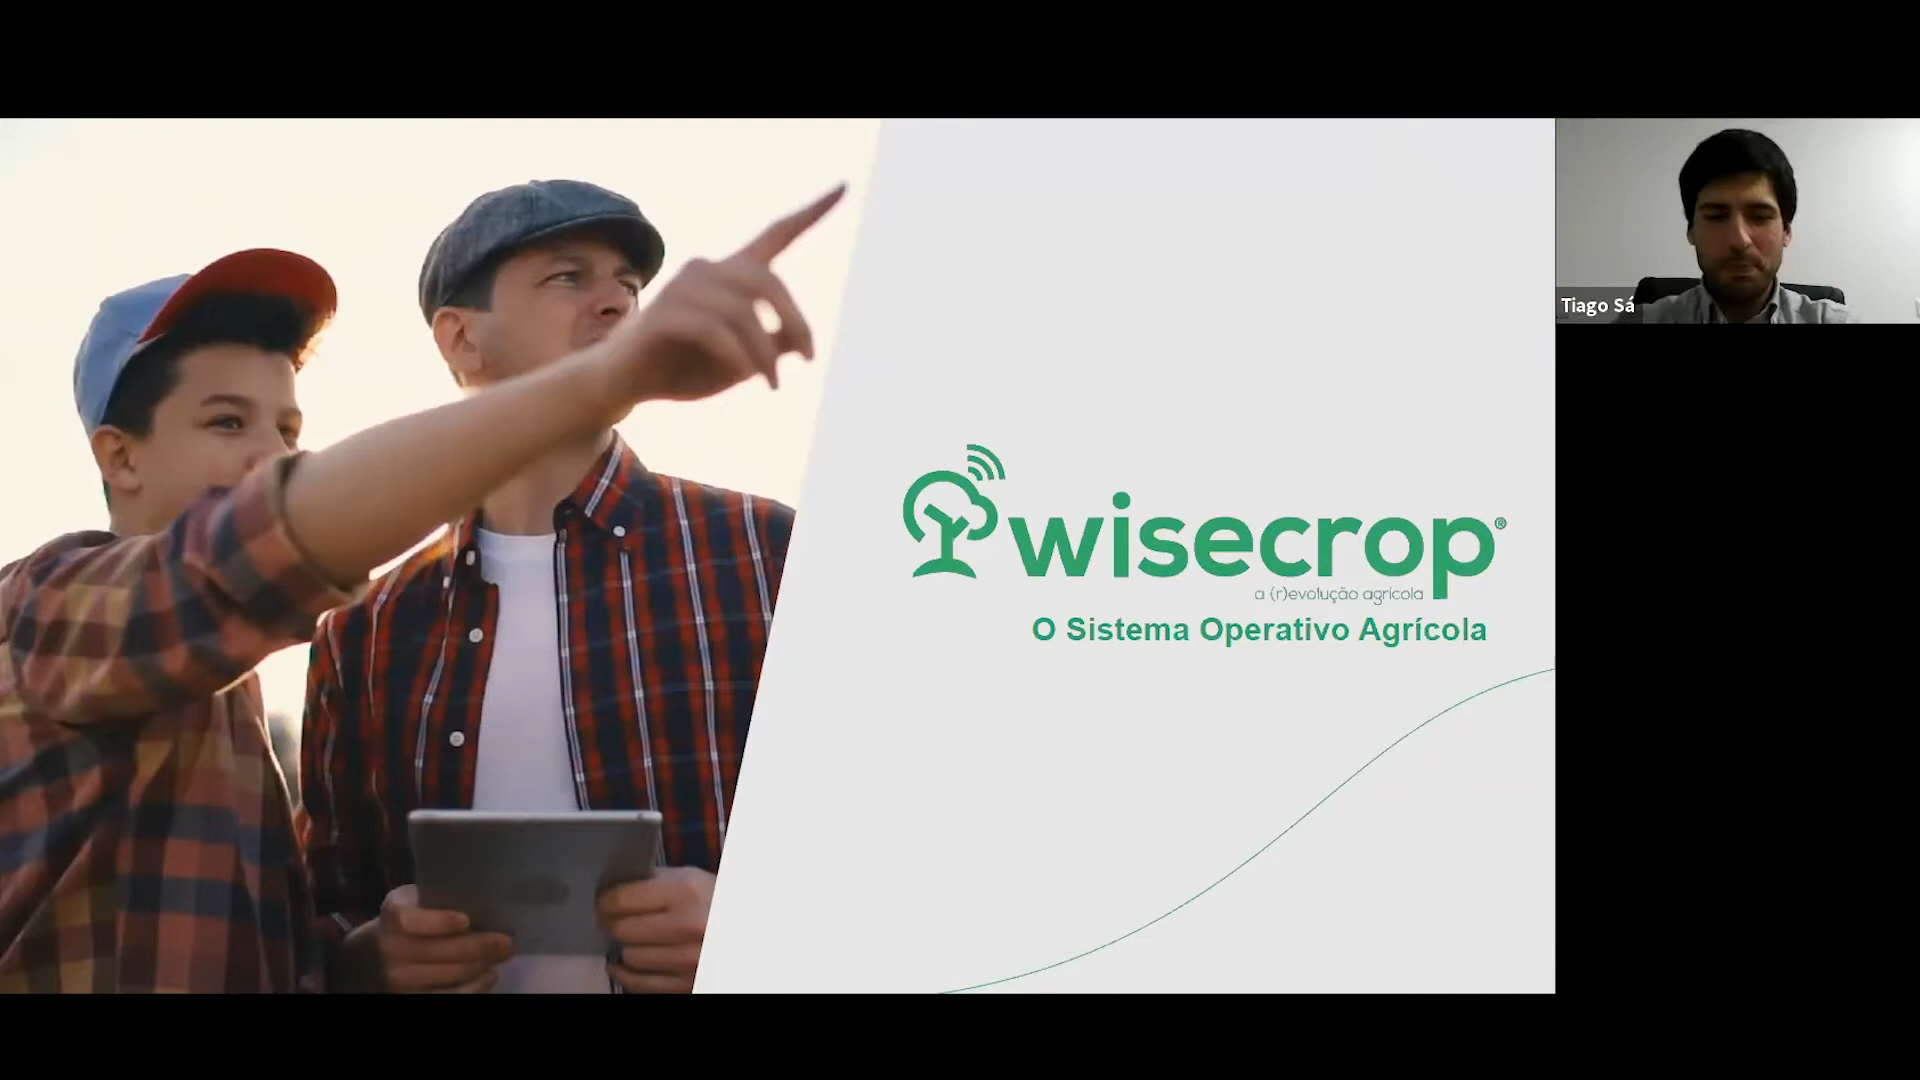 wisecrop®
a (r)evolução agrícola
O Sistema Operativo Agrícola
Tiago Sá